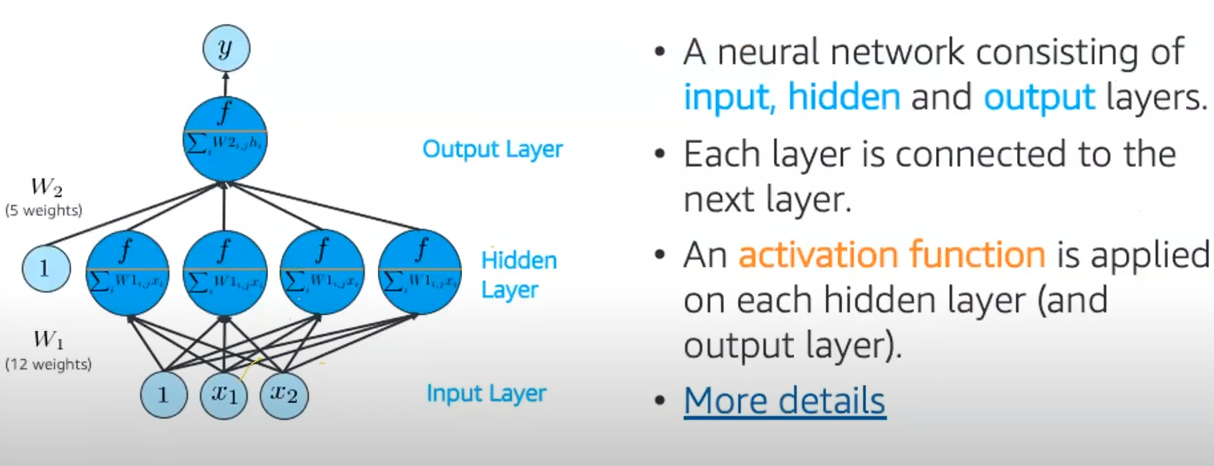 y
f
∑ᵢ W2ᵢ,ⱼhᵢ
Output Layer
W₂
(5 weights)
1
f
∑ᵢ W1ᵢ,ⱼxᵢ
f
∑ᵢ W1ᵢ,ⱼxᵢ
f
∑ᵢ W1ᵢ,ⱼxᵢ
f
∑ᵢ W1ᵢ,ⱼxᵢ
Hidden
Layer
W₁
(12 weights)
1
x₁
x₂
Input Layer
• A neural network consisting of
input, hidden and output layers.
• Each layer is connected to the
next layer.
• An activation function is applied
on each hidden layer (and
output layer).
• More details